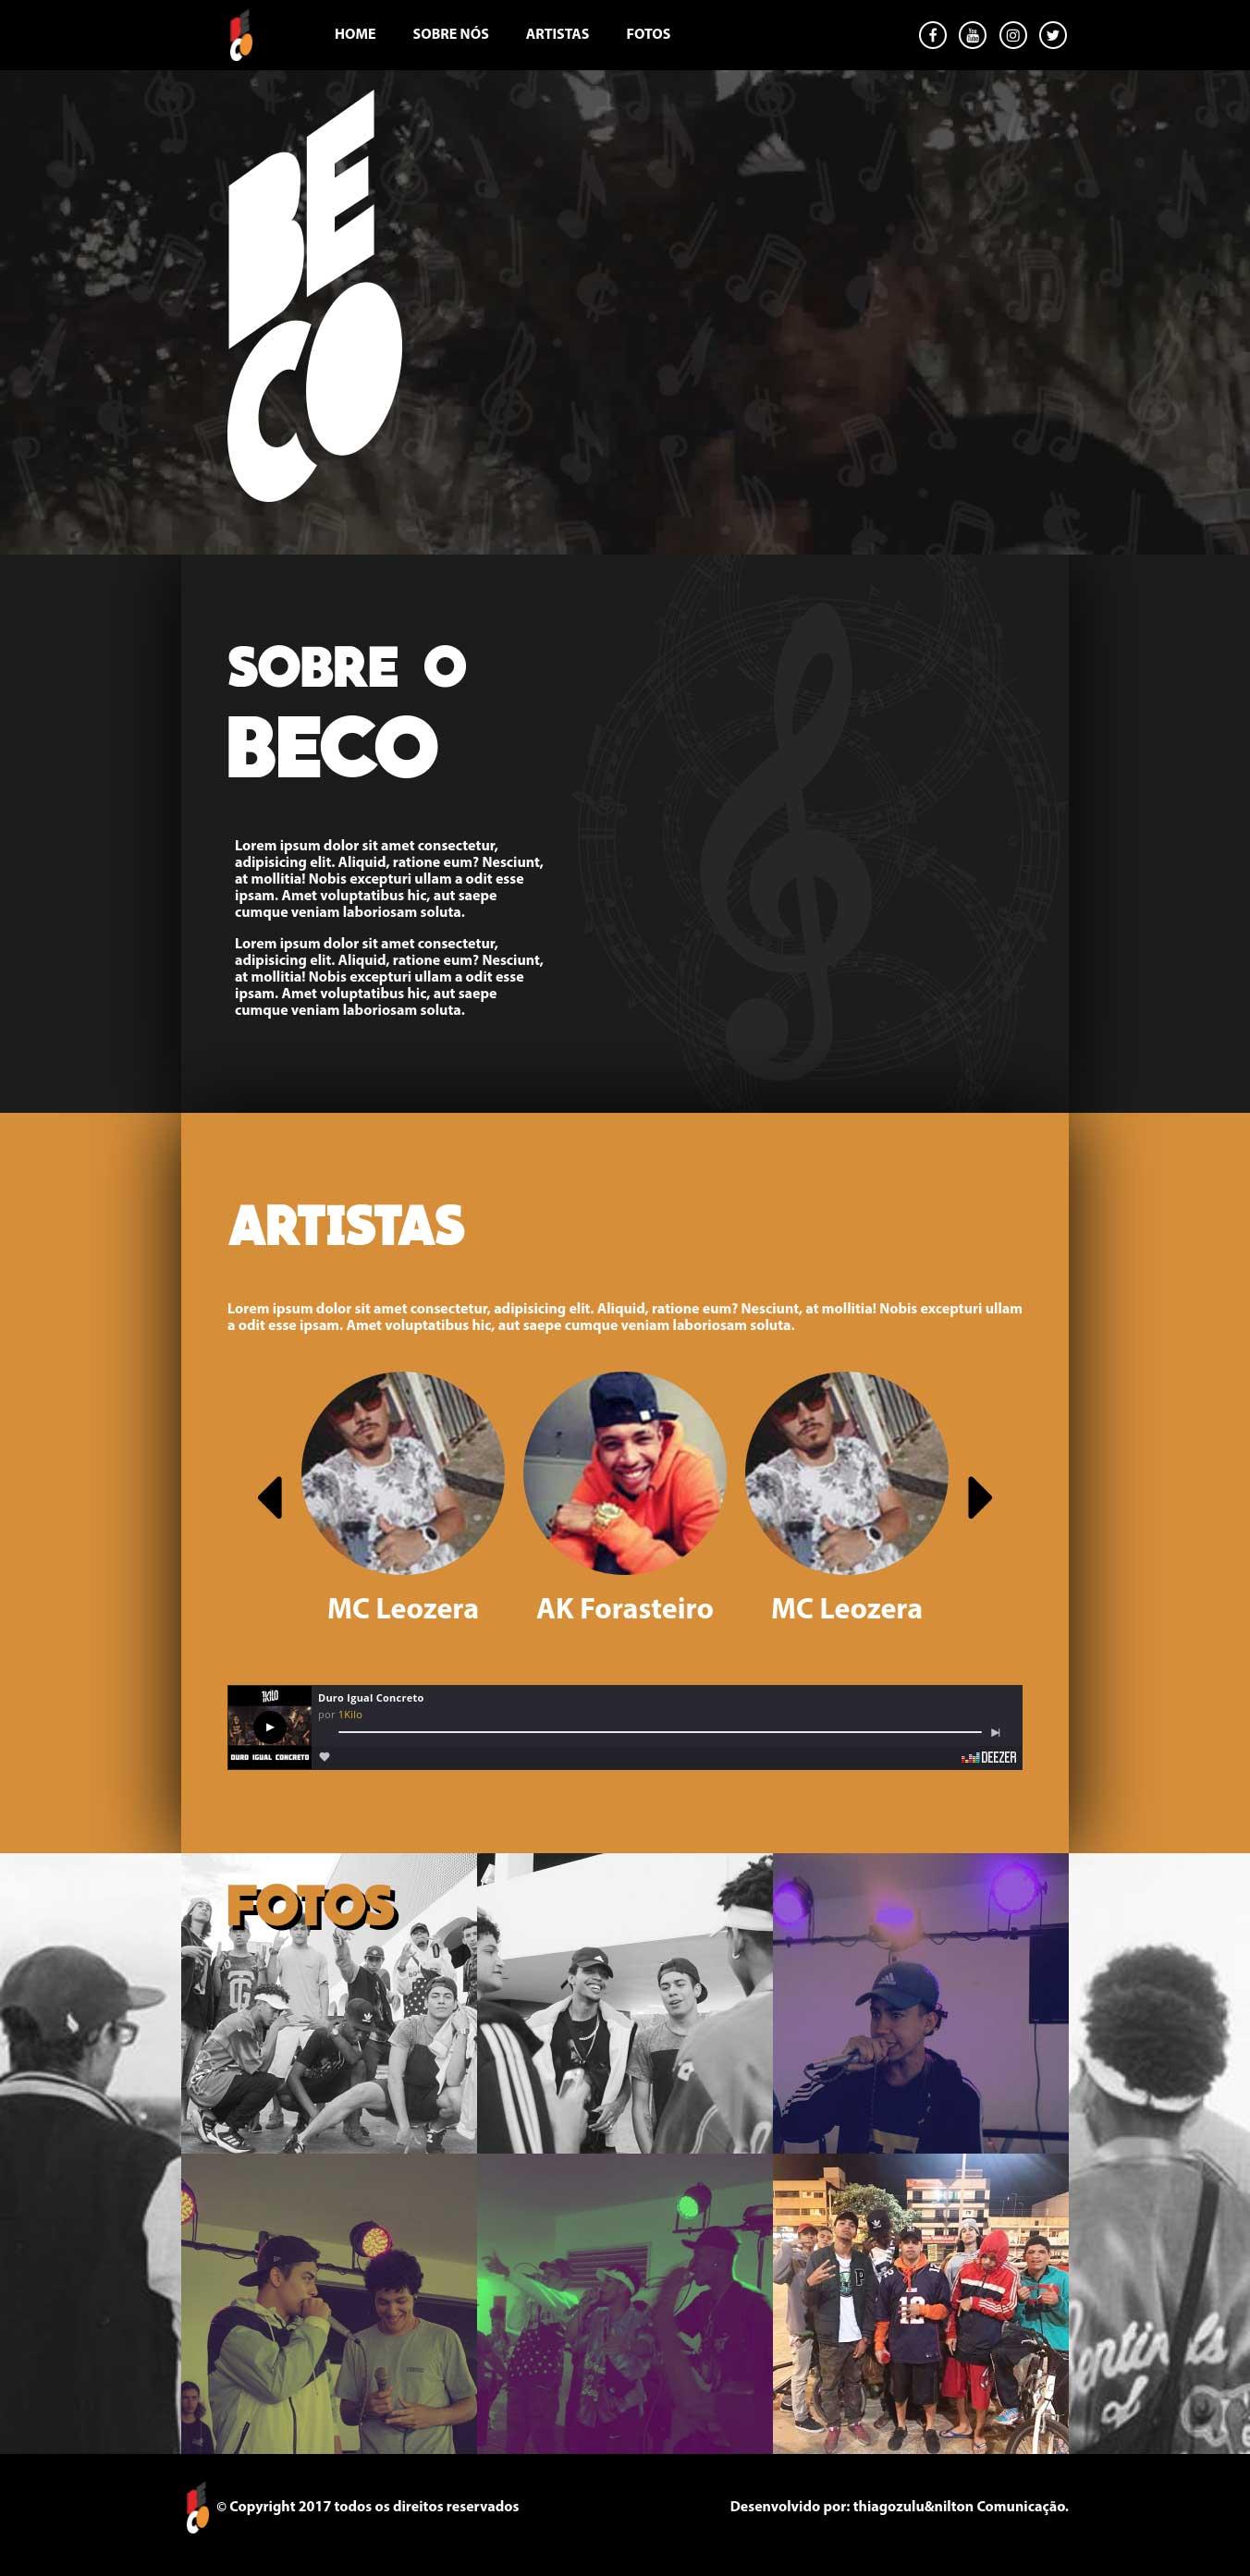 BECO
HOME SOBRE NÓS ARTISTAS FOTOS
BE
CO
SOBRE O
BECO
Lorem ipsum dolor sit amet consectetur,
adipisicing elit. Aliquid, ratione eum? Nesciunt,
at mollitia! Nobis excepturi ullam a odit esse
ipsam. Amet voluptatibus hic, aut saepe
cumque veniam laboriosam soluta.
Lorem ipsum dolor sit amet consectetur,
adipisicing elit. Aliquid, ratione eum? Nesciunt,
at mollitia! Nobis excepturi ullam a odit esse
ipsam. Amet voluptatibus hic, aut saepe
cumque veniam laboriosam soluta.
ARTISTAS
Lorem ipsum dolor sit amet consectetur, adipisicing elit. Aliquid, ratione eum? Nesciunt, at mollitia! Nobis excepturi ullam
a odit esse ipsam. Amet voluptatibus hic, aut saepe cumque veniam laboriosam soluta.
MC Leozera AK Forasteiro MC Leozera
1KILO
DURO IGUAL CONCRETO
Duro Igual Concreto
por 1Kilo
DEEZER
FOTOS
12
P
BECO
© Copyright 2017 todos os direitos reservados
Desenvolvido por: thiagozulu&nilton Comunicação.